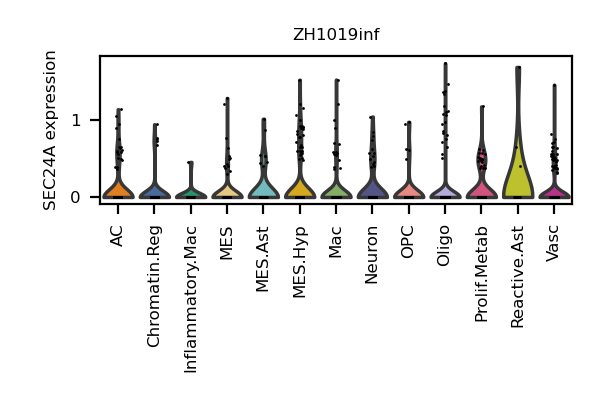 ZH1019inf
SEC24A expression
1
0
AC
Chromatin.Reg
Inflammatory.Mac
MES
MES.Ast
MES.Hyp
Mac
Neuron
OPC
Oligo
Prolif.Metab
Reactive.Ast
Vasc